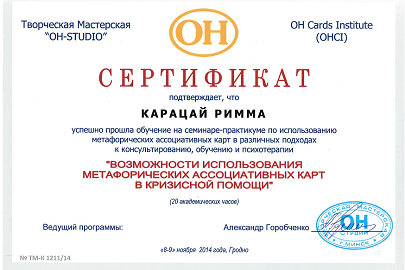 Творческая Мастерская
"ОН-STUDIO"
OH
OH Cards Institute
(OHCI)
СЕРТИФИКАТ
подтверждает, что
КАРАЦАЙ РИММА
успешно прошла обучение на семинаре-практикуме по использованию
метафорических ассоциативных карт в различных подходах
к консультированию, обучению и психотерапии
"ВОЗМОЖНОСТИ ИСПОЛЬЗОВАНИЯ
МЕТАФОРИЧЕСКИХ АССОЦИАТИВНЫХ КАРТ
В КРИЗИСНОЙ ПОМОЩИ"
(20 академических часов)
Ведущий программы:
Александр Горобченко
ТВОРЧЕСКАЯ МАСТЕРСКАЯ
ОН
СТУДИЯ
Г.МИНСК
«8-9» ноября 2014 года, Гродно
№ ТМ-К 1211/14